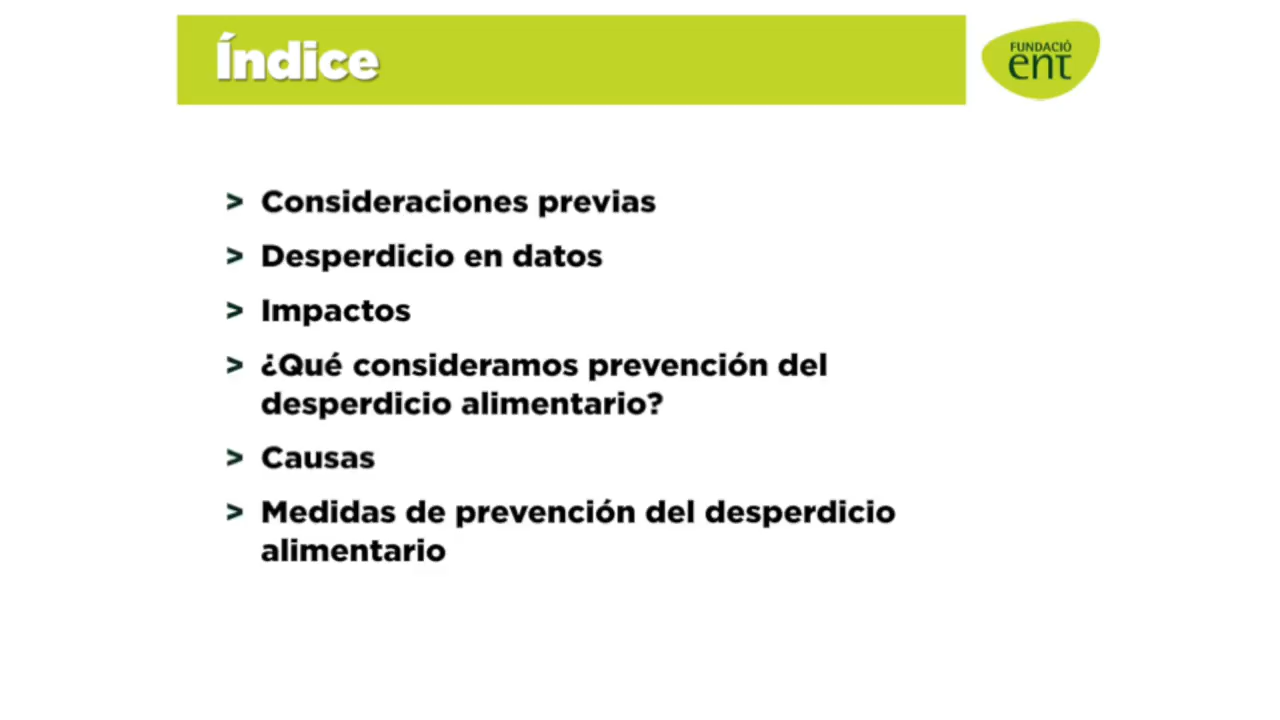 Índice
FUNDACIÓ
ent
> Consideraciones previas
> Desperdicio en datos
> Impactos
> ¿Qué consideramos prevención del
desperdicio alimentario?
> Causas
> Medidas de prevención del desperdicio
alimentario